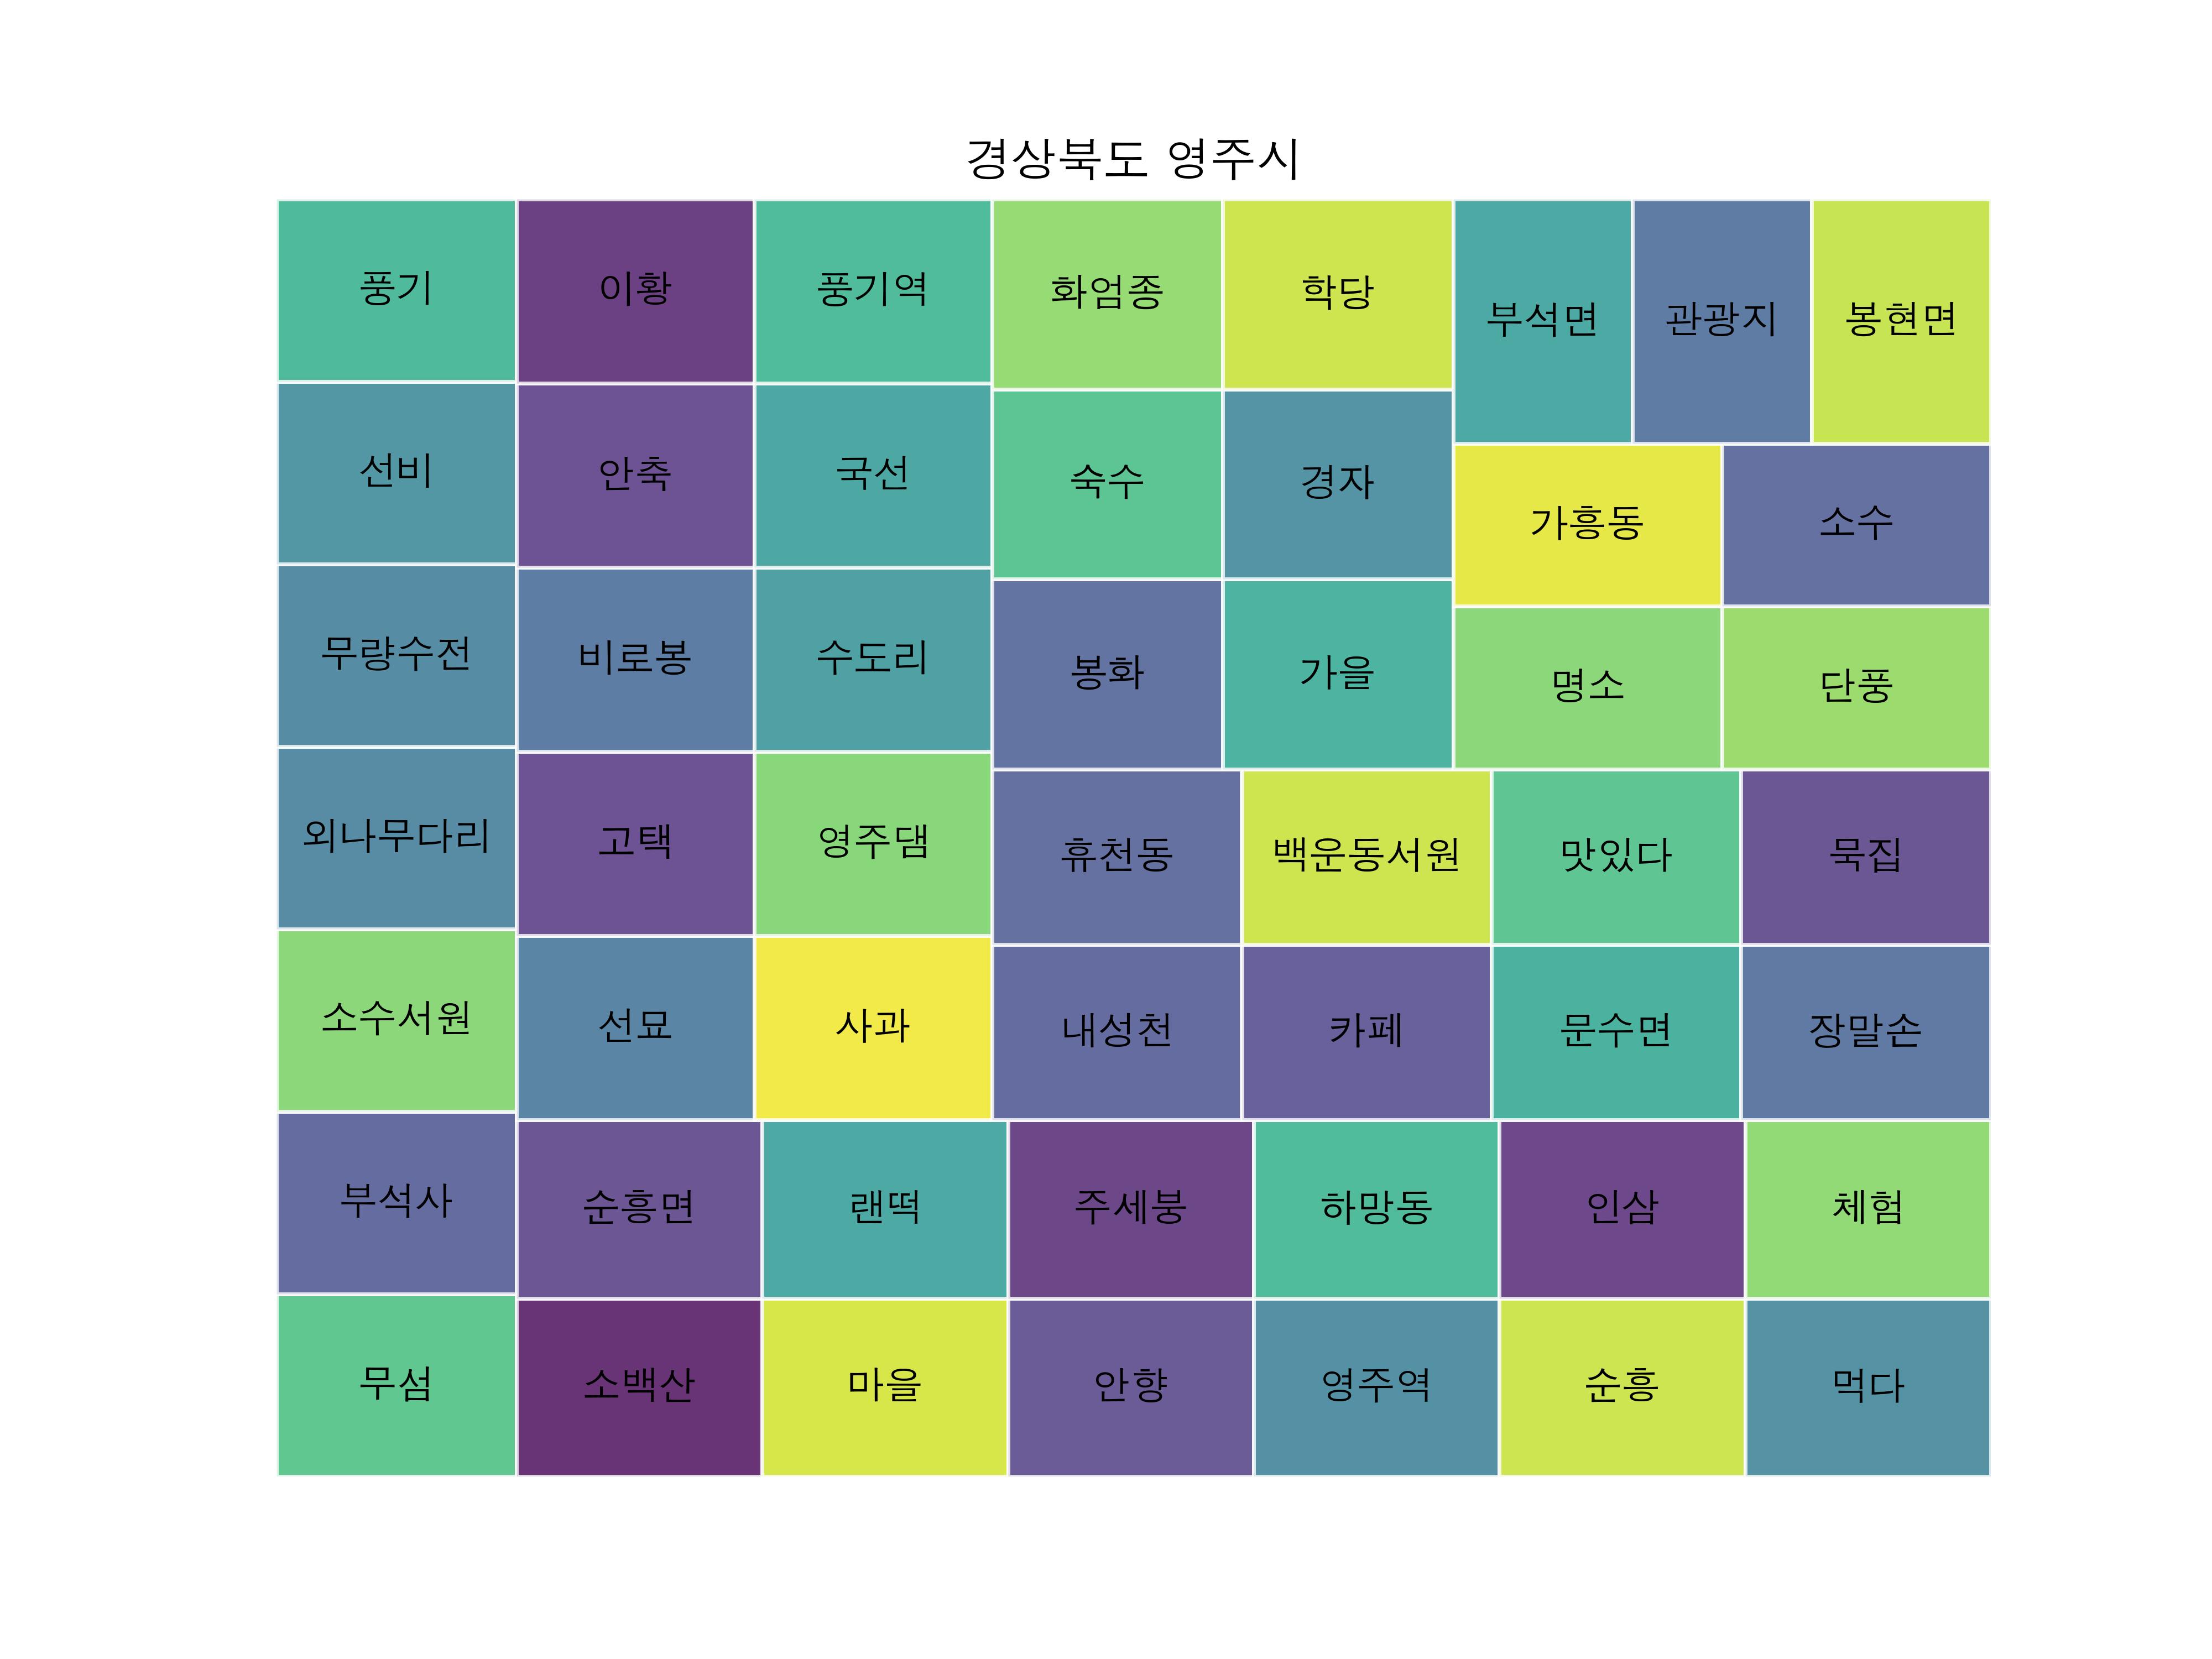 경상북도 영주시
풍기
이황
풍기역
화엄종
학당
부석면
관광지
봉현면
선비
안축
국선
숙수
경자
가흥동
소수
무량수전
비로봉
수도리
봉화
가을
명소
단풍
외나무다리
고택
영주댐
휴천동
백운동서원
맛있다
묵집
소수서원
선묘
사과
내성천
카페
문수면
장말손
부석사
순흥면
랜떡
주세붕
하망동
인삼
체험
무섬
소백산
마을
안향
영주역
순흥
먹다